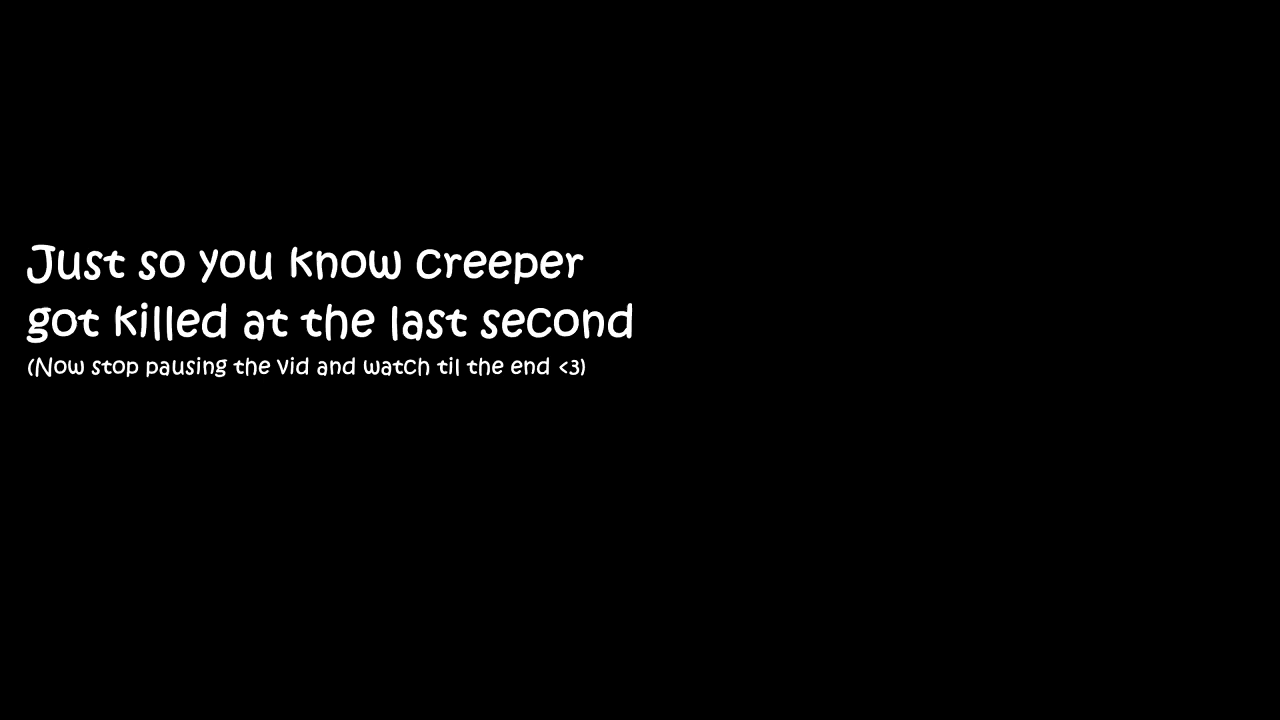 Just so you know creeper
got killed at the last second
(Now stop pausing the vid and watch til the end <3)